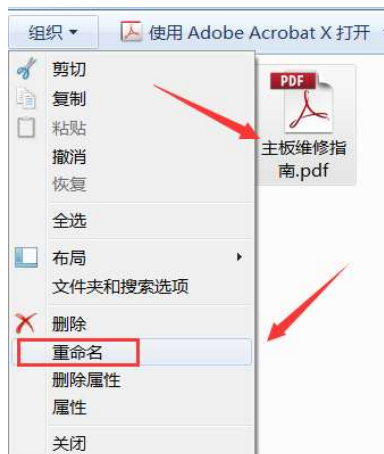 组织 使用 Adobe Acrobat X 打开
剪切
复制
粘贴
撤消
恢复
全选
布局
文件夹和搜索选项
删除
重命名
删除属性
属性
关闭
PDF
主板维修指
南.pdf